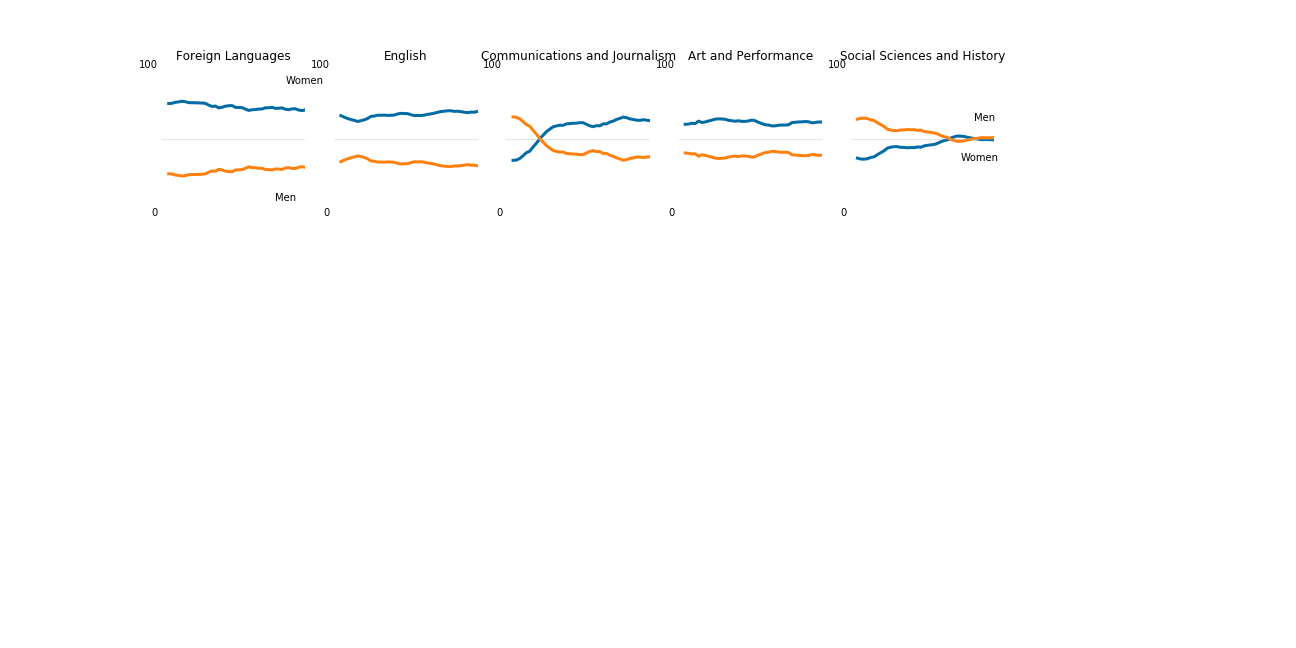 Foreign Languages
English
Communications and Journalism
Art and Performance
Social Sciences and History
100
100
100
100
100
Women
Men
Men
Women
0
0
0
0
0